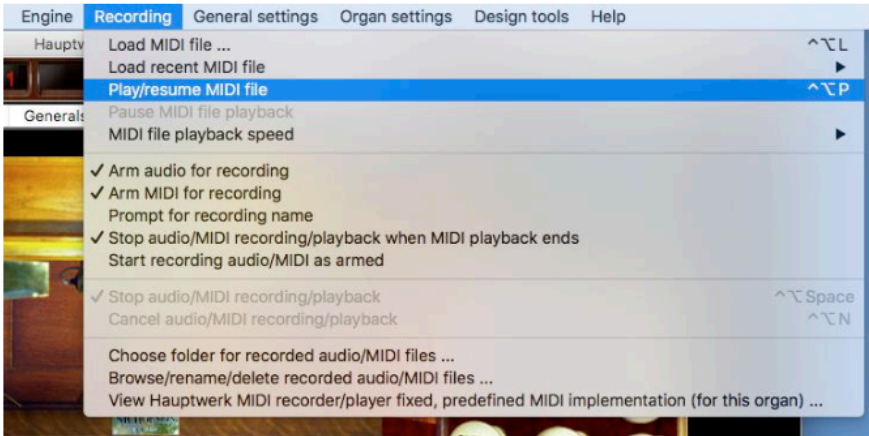 Engine Recording General settings Organ settings Design tools Help
Hauptw
Load MIDI file ... ^⌥L
Load recent MIDI file ▶
1
Play/resume MIDI file ^⌥P
Generals
Pause MIDI file playback
MIDI file playback speed ▶
✓ Arm audio for recording
✓ Arm MIDI for recording
Prompt for recording name
✓ Stop audio/MIDI recording/playback when MIDI playback ends
Start recording audio/MIDI as armed
✓ Stop audio/MIDI recording/playback ^⌥Space
Cancel audio/MIDI recording/playback ^⌥N
Choose folder for recorded audio/MIDI files ...
Browse/rename/delete recorded audio/MIDI files ...
View Hauptwerk MIDI recorder/player fixed, predefined MIDI implementation (for this organ) ...